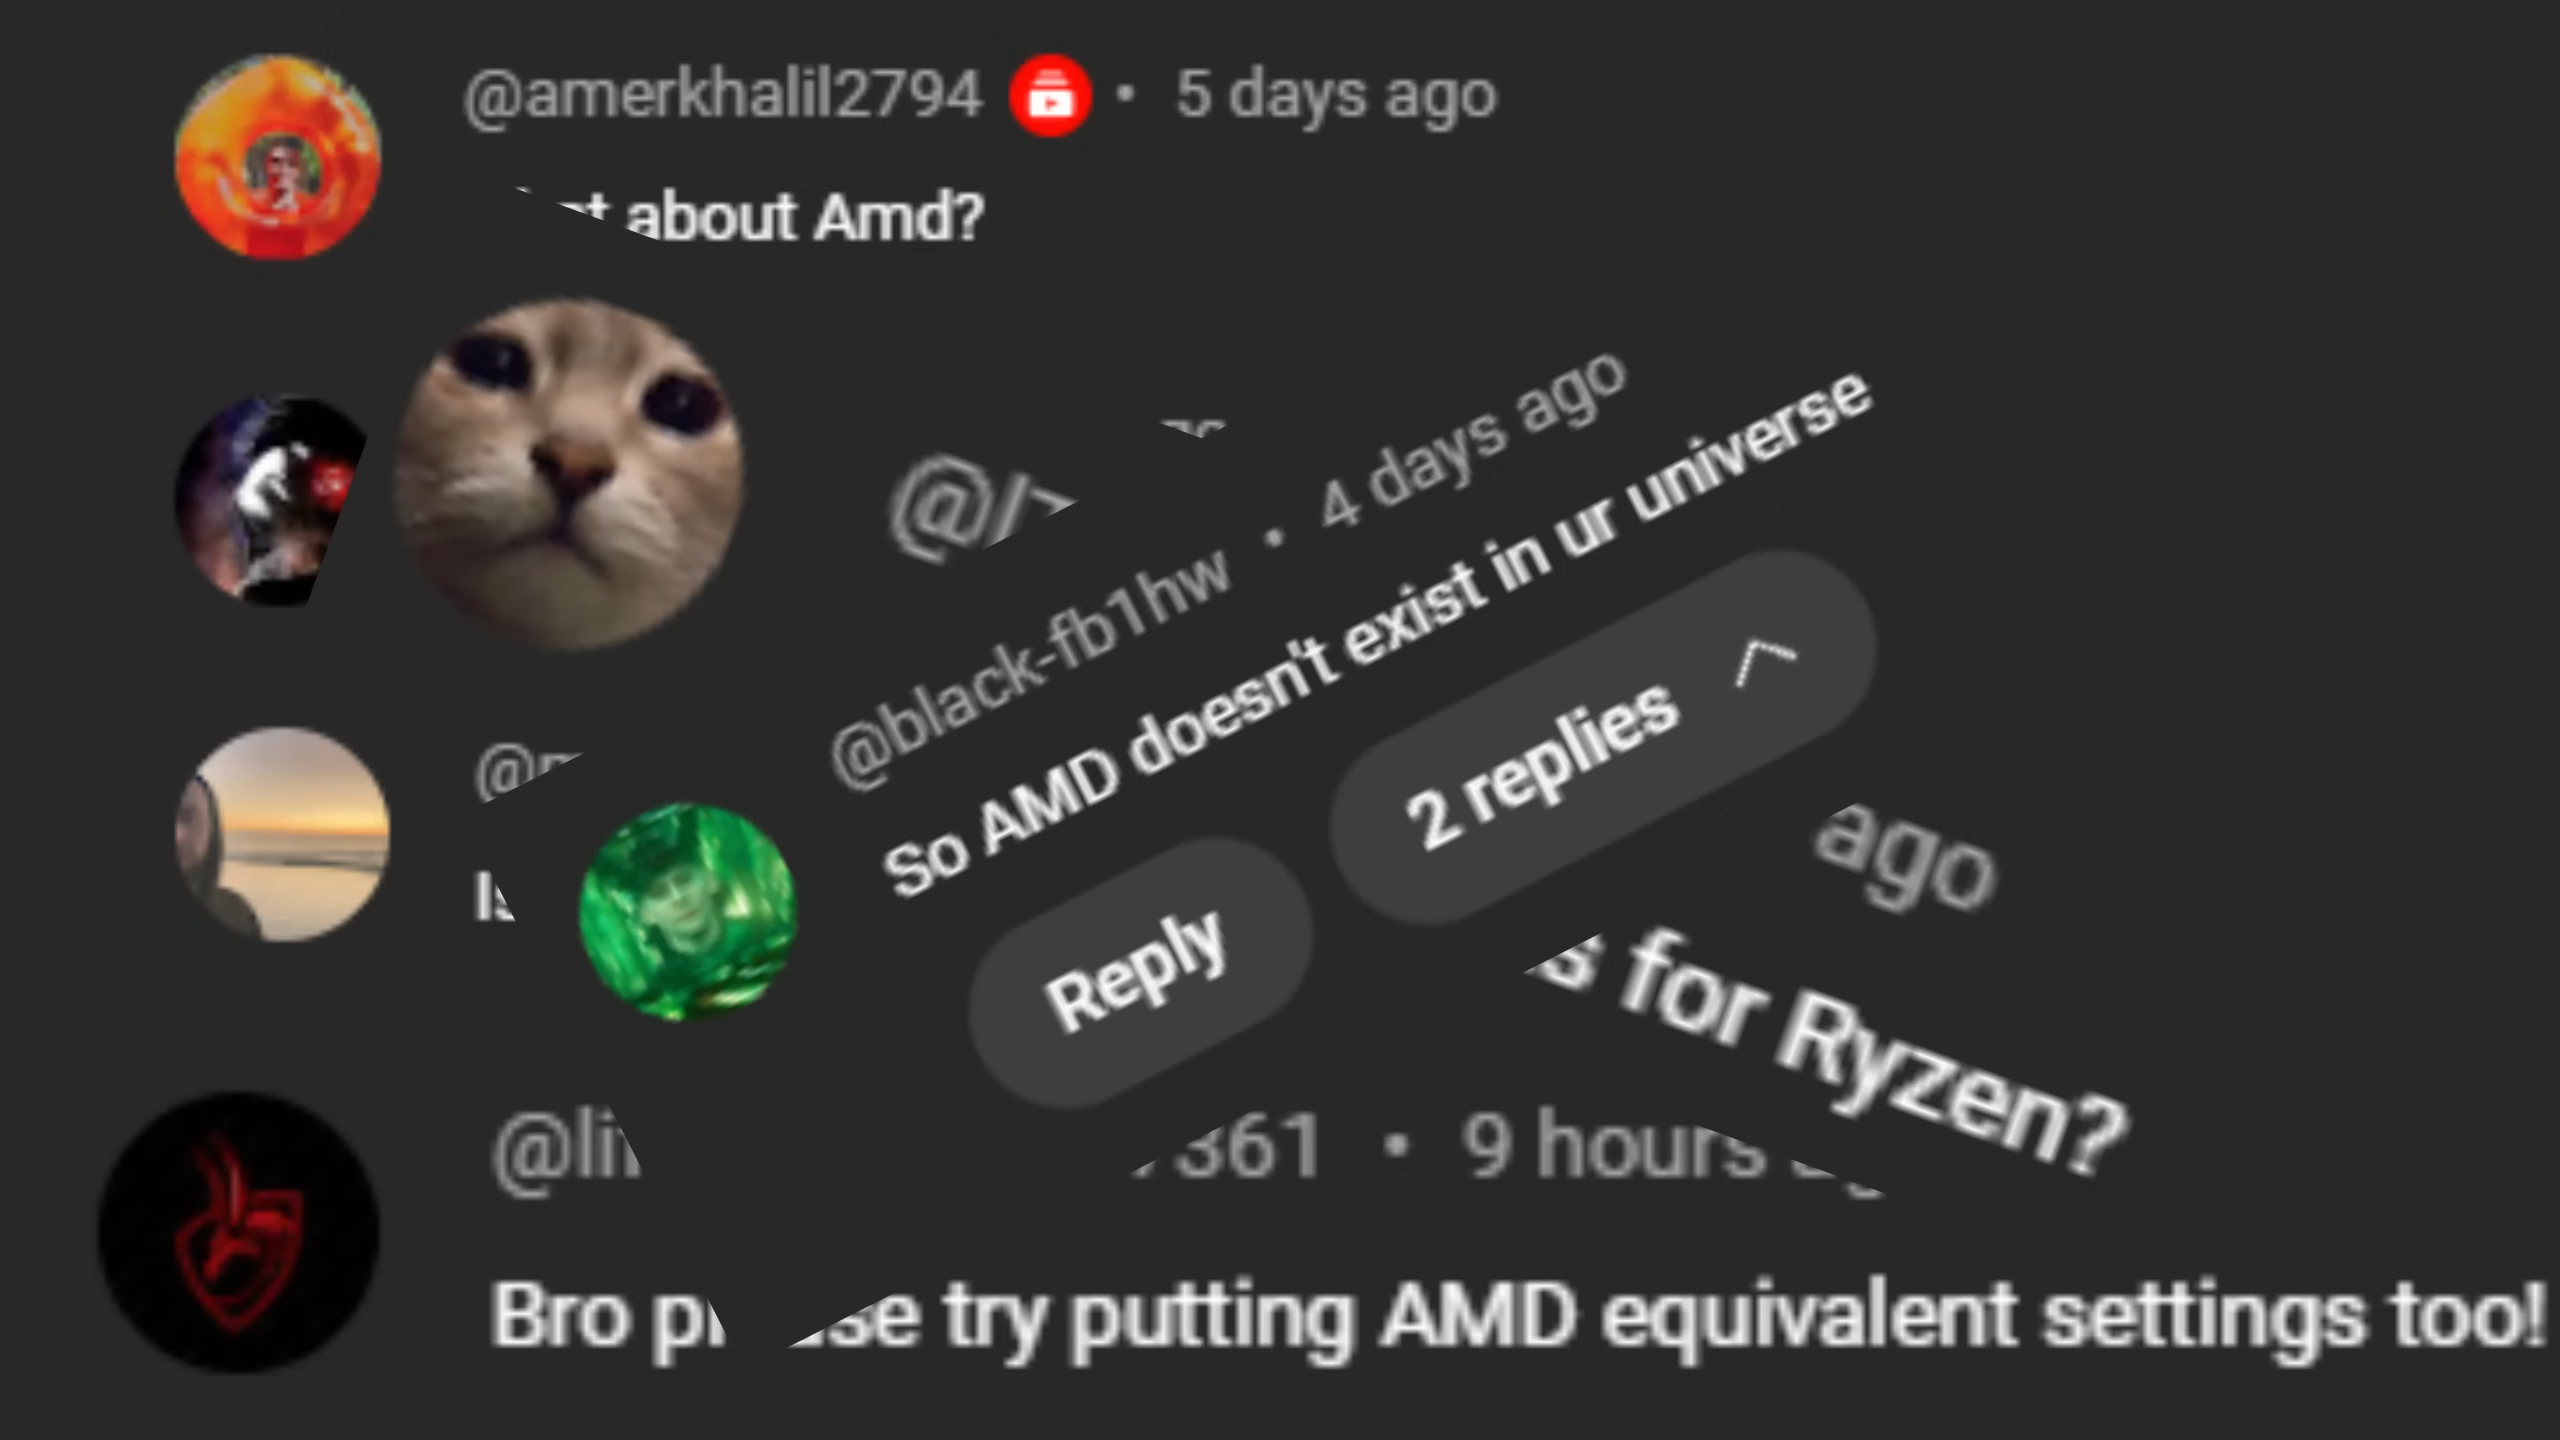 @amerkhalil2794 • 5 days ago
about Amd?
@black-fb1hw • 4 days ago
So AMD doesn't exist in ur universe
Reply
2 replies
ago
for Ryzen?
361 • 9 hours
Bro try putting AMD equivalent settings too!